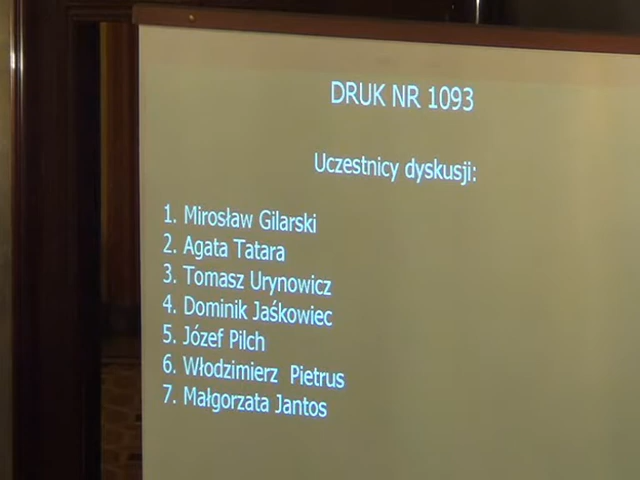 DRUK NR 1093
Uczestnicy dyskusji:
1. Mirosław Gilarski
2. Agata Tatara
3. Tomasz Urynowicz
4. Dominik Jaśkowiec
5. Józef Pilch
6. Włodzimierz Pietrus
7. Małgorzata Jantos